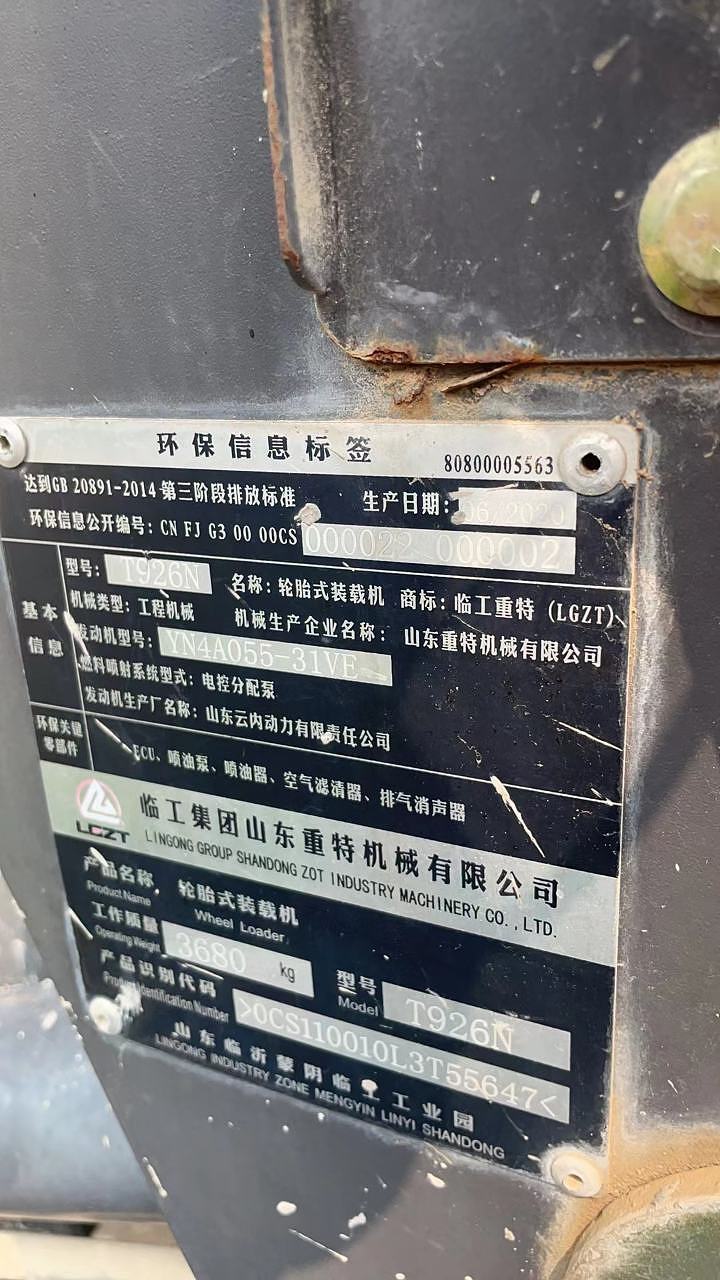 环保信息标签
80800005563
达到GB 20891-2014 第三阶段排放标准 生产日期: 06/2020
环保信息公开编号: CN FJ G3 00 00CS 000022 000002
基本信息
型号: T926N 名称: 轮胎式装载机 商标: 临工重特 (LGZT)
机械类型: 工程机械 机械生产企业名称: 山东重特机械有限公司
发动机型号: YN4A055-31VE
燃料喷射系统型式: 电控分配泵
发动机生产厂名称: 山东云内动力有限责任公司
环保关键零部件
ECU、喷油泵、喷油器、空气滤清器、排气消声器
LGZT
临工集团山东重特机械有限公司
LINGONG GROUP SHANDONG ZOT INDUSTRY MACHINERY CO.,LTD.
产品名称 轮胎式装载机
Product Name Wheel Loader
工作质量 3680 kg 型号 T926N
Operating Weight Model
产品识别代码 >0CS110010L3T55647<
Product Identification Number
山东临沂蒙阴临工工业园
LINGONG INDUSTRY ZONE MENGYIN LINYI SHANDONG